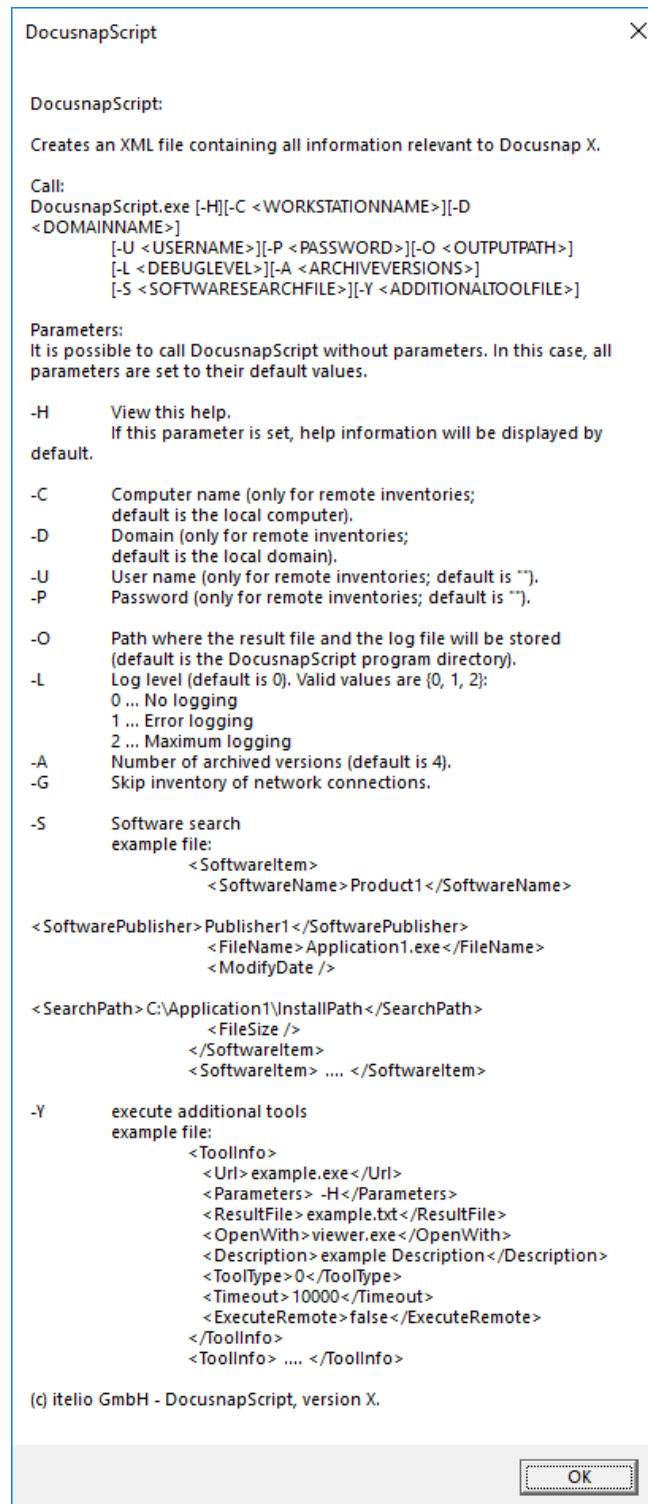 DocusnapScript
DocusnapScript:
Creates an XML file containing all information relevant to Docusnap X.
Call:
DocusnapScript.exe [-H][-C <WORKSTATIONNAME>][-D
<DOMAINNAME>]
[-U <USERNAME>][-P <PASSWORD>][-O <OUTPUTPATH>]
[-L <DEBUGLEVEL>][-A <ARCHIVEVERSIONS>]
[-S <SOFTWARESEARCHFILE>][-Y <ADDITIONALTOOLFILE>]
Parameters:
It is possible to call DocusnapScript without parameters. In this case, all
parameters are set to their default values.
-H View this help.
If this parameter is set, help information will be displayed by
default.
-C Computer name (only for remote inventories;
default is the local computer).
-D Domain (only for remote inventories;
default is the local domain).
-U User name (only for remote inventories; default is "").
-P Password (only for remote inventories; default is "").
-O Path where the result file and the log file will be stored
(default is the DocusnapScript program directory).
-L Log level (default is 0). Valid values are {0, 1, 2}:
0 ... No logging
1 ... Error logging
2 ... Maximum logging
-A Number of archived versions (default is 4).
-G Skip inventory of network connections.
-S Software search
example file:
<SoftwareItem>
<SoftwareName>Product1</SoftwareName>
<SoftwarePublisher>Publisher1</SoftwarePublisher>
<FileName>Application1.exe</FileName>
<ModifyDate />
<SearchPath>C:\Application1\InstallPath</SearchPath>
<FileSize />
</SoftwareItem>
<SoftwareItem> .... </SoftwareItem>
-Y execute additional tools
example file:
<ToolInfo>
<Url>example.exe</Url>
<Parameters> -H</Parameters>
<ResultFile>example.txt</ResultFile>
<OpenWith>viewer.exe</OpenWith>
<Description>example Description</Description>
<ToolType>0</ToolType>
<Timeout>10000</Timeout>
<ExecuteRemote>false</ExecuteRemote>
</ToolInfo>
<ToolInfo> .... </ToolInfo>
(c) itelio GmbH - DocusnapScript, version X.
OK